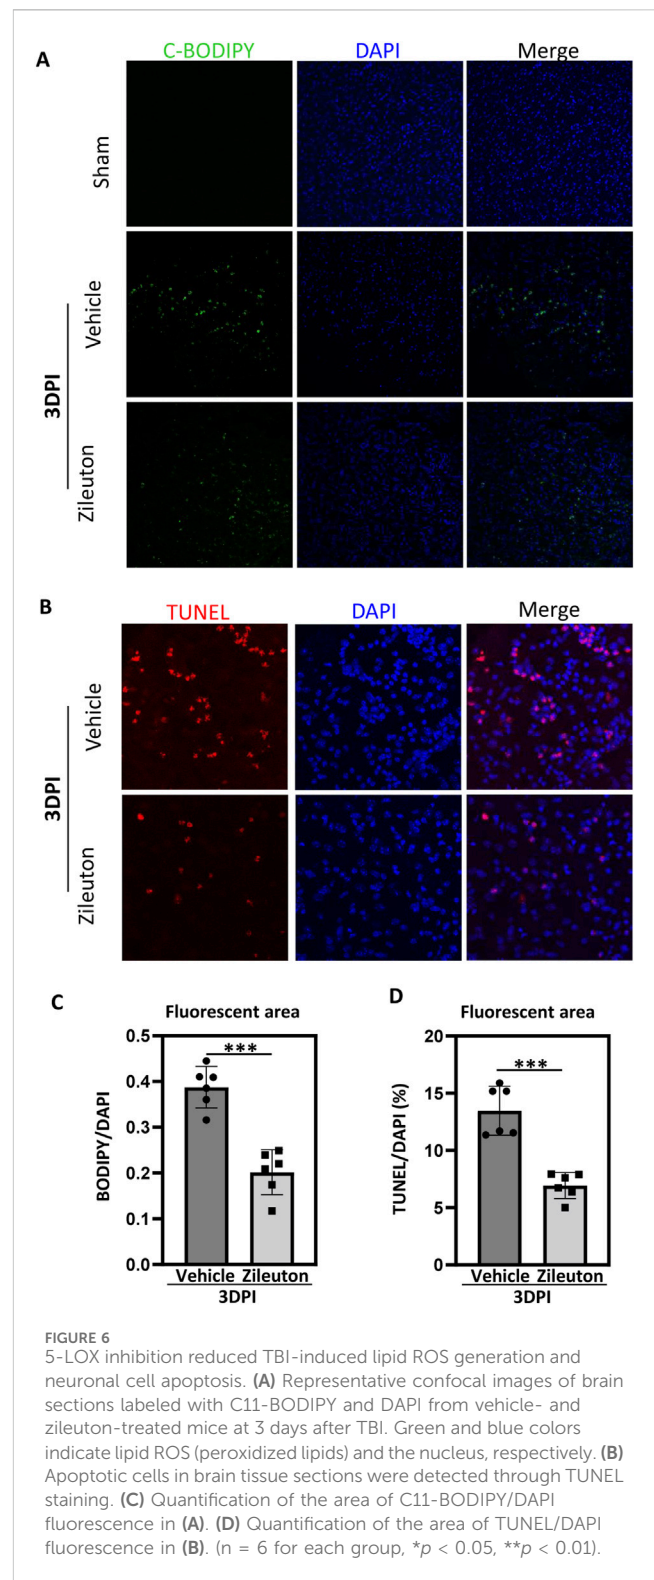 A
C-BODIPY DAPI Merge
Sham
Vehicle
3DPI
Zileuton
B
TUNEL DAPI Merge
Vehicle
3DPI
Zileuton
C
Fluorescent area
BODIPY/DAPI
0.5
0.4
0.3
0.2
0.1
0.0
***
Vehicle Zileuton
3DPI
D
Fluorescent area
TUNEL/DAPI (%)
20
15
10
5
0
***
Vehicle Zileuton
3DPI
FIGURE 6
5-LOX inhibition reduced TBI-induced lipid ROS generation and
neuronal cell apoptosis. (A) Representative confocal images of brain
sections labeled with C11-BODIPY and DAPI from vehicle- and
zileuton-treated mice at 3 days after TBI. Green and blue colors
indicate lipid ROS (peroxidized lipids) and the nucleus, respectively. (B)
Apoptotic cells in brain tissue sections were detected through TUNEL
staining. (C) Quantification of the area of C11-BODIPY/DAPI
fluorescence in (A). (D) Quantification of the area of TUNEL/DAPI
fluorescence in (B). (n = 6 for each group, *p < 0.05, **p < 0.01).